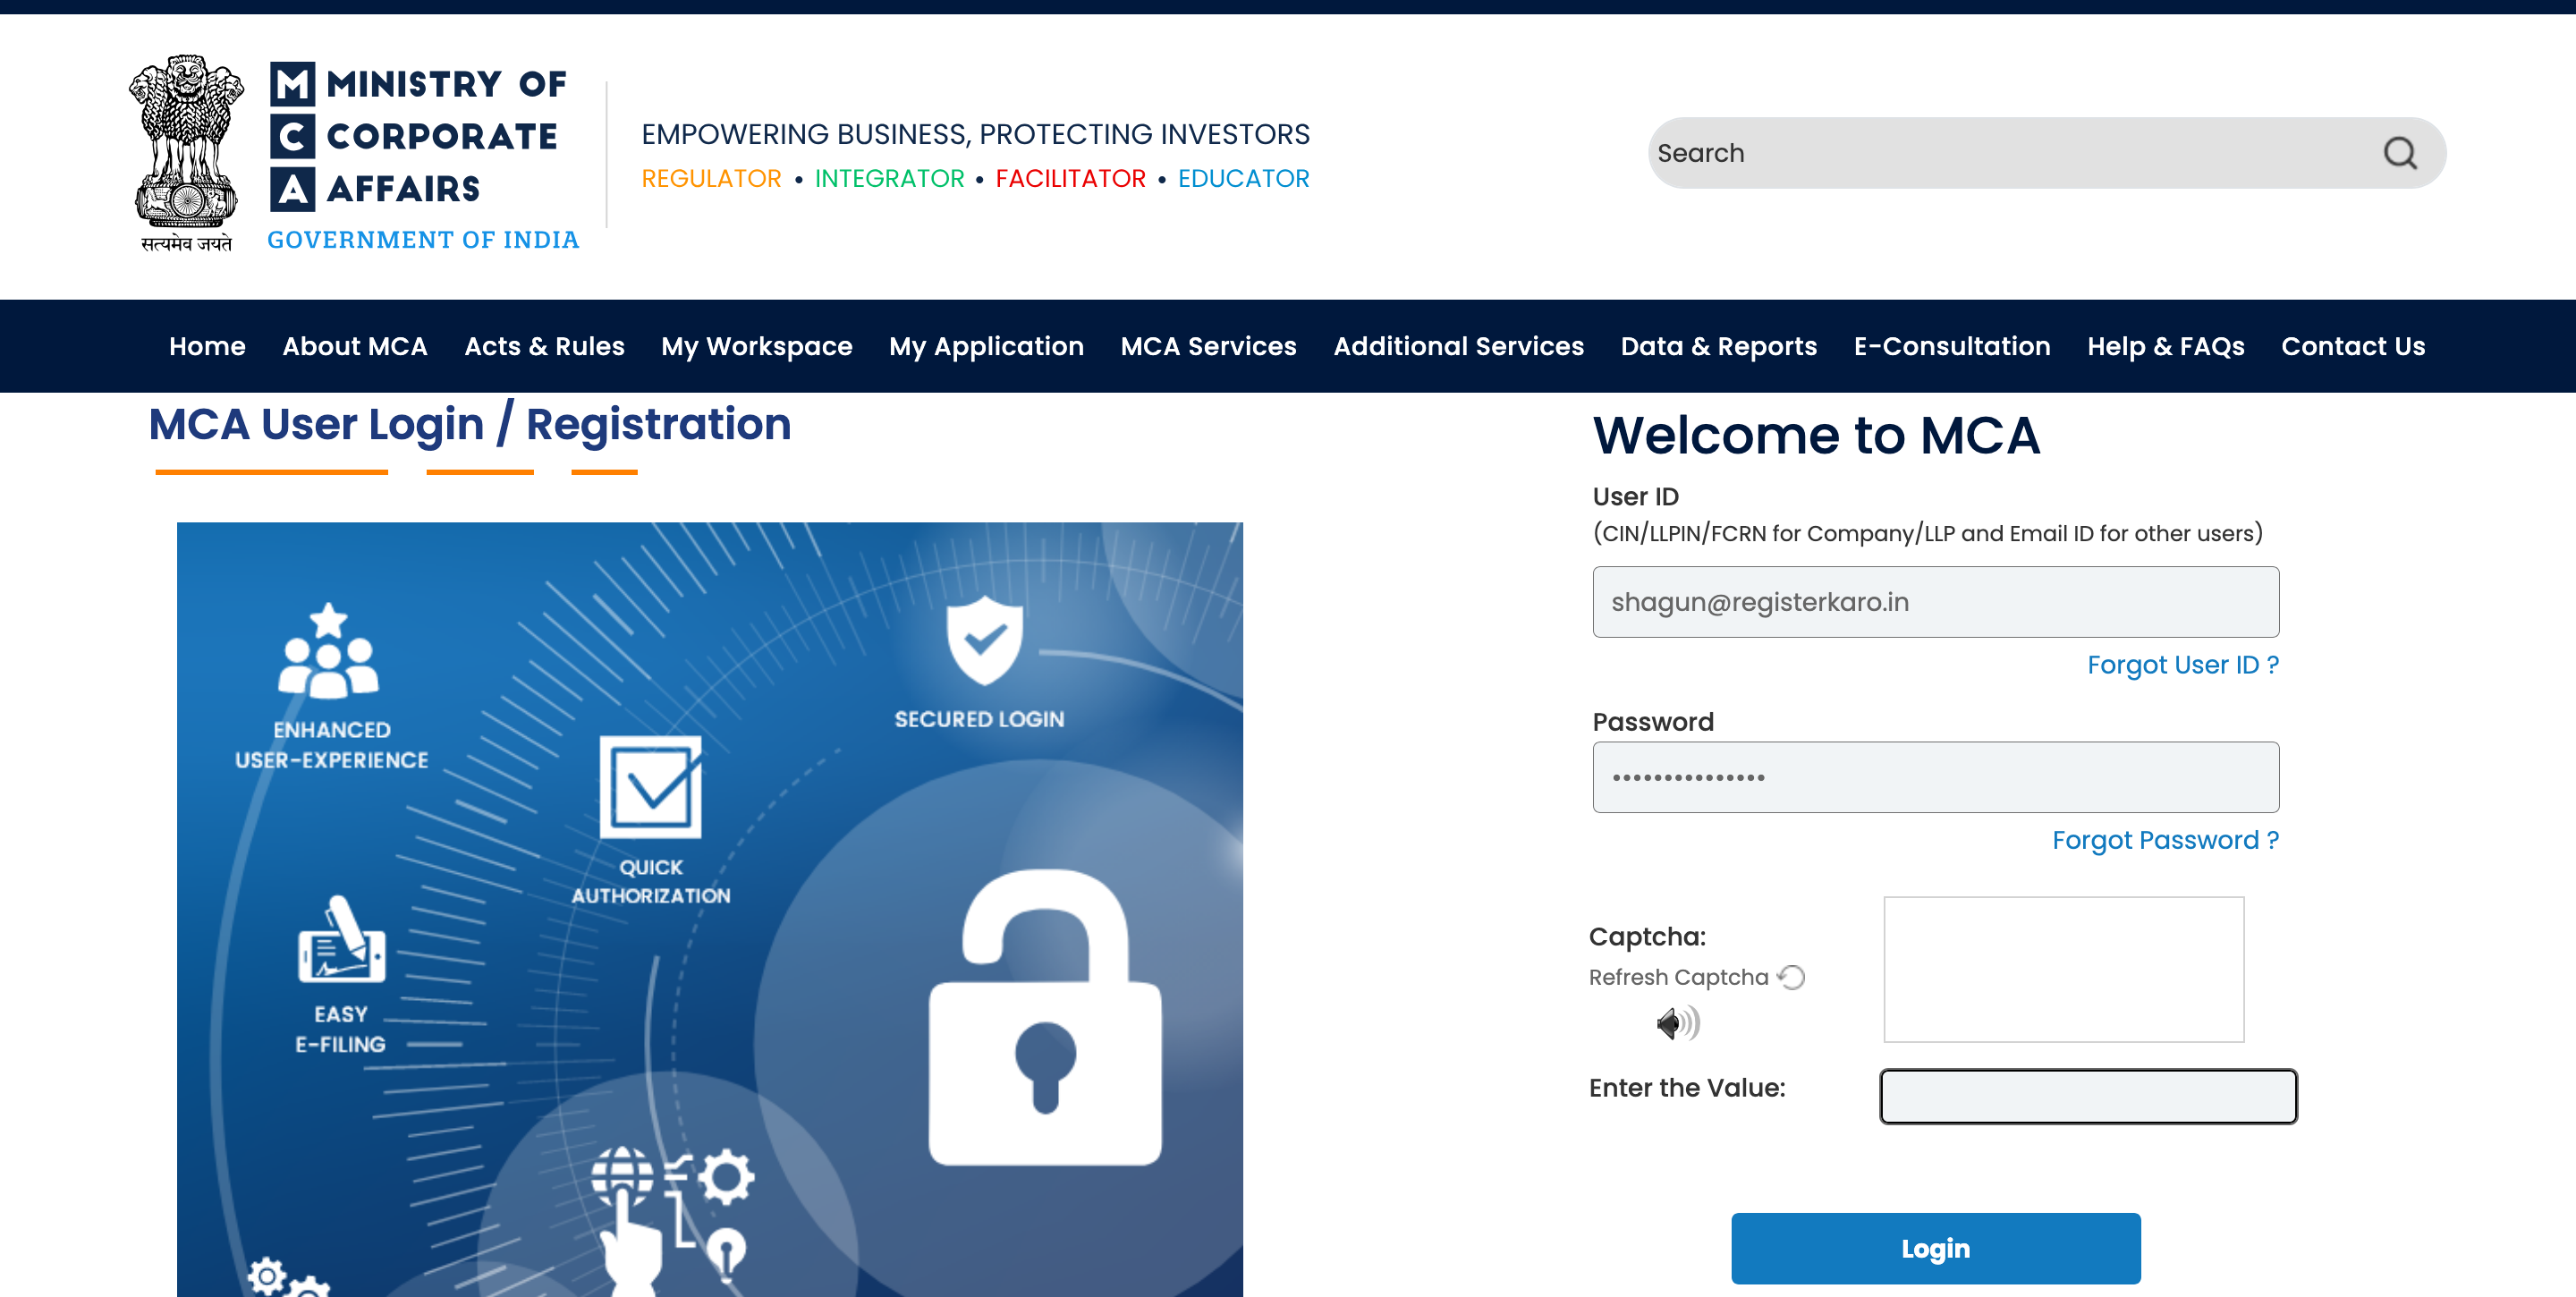 MINISTRY OF
CORPORATE
AFFAIRS
M
C
A
सत्यमेव जयते
GOVERNMENT OF INDIA
EMPOWERING BUSINESS, PROTECTING INVESTORS
REGULATOR • INTEGRATOR • FACILITATOR • EDUCATOR
Search
Home About MCA Acts & Rules My Workspace My Application MCA Services Additional Services Data & Reports E-Consultation Help & FAQs Contact Us
MCA User Login / Registration
ENHANCED
USER-EXPERIENCE
SECURED LOGIN
QUICK
AUTHORIZATION
EASY
E-FILING
Welcome to MCA
User ID
(CIN/LLPIN/FCRN for Company/LLP and Email ID for other users)
shagun@registerkaro.in
Forgot User ID ?
Password
•••••••••••••••
Forgot Password ?
Captcha:
Refresh Captcha
Enter the Value:
Login